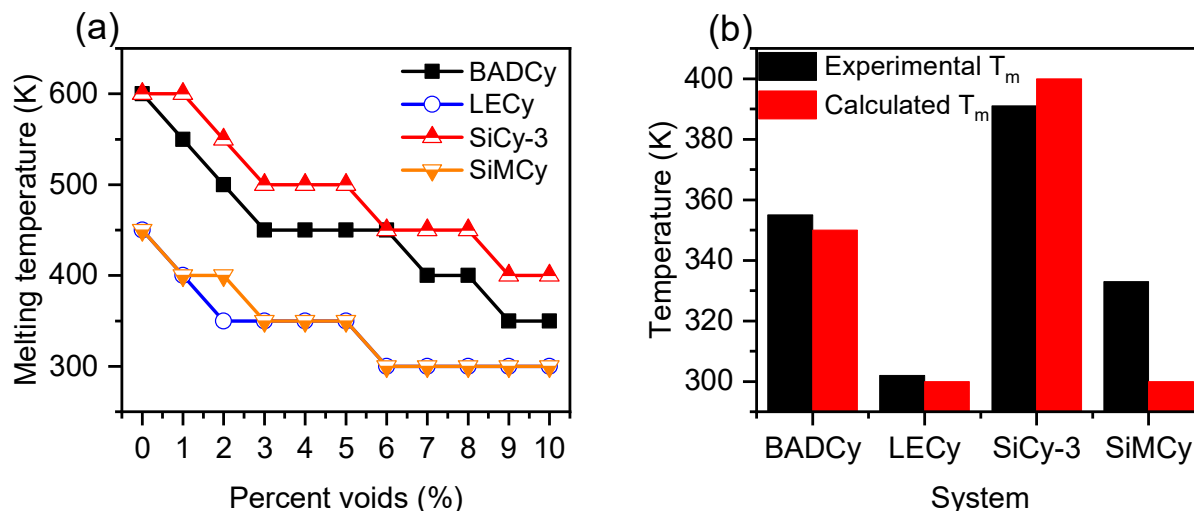 (a)
Melting temperature (K)
600
500
400
300
BADCy
LECy
SiCy-3
SiMCy
0 1 2 3 4 5 6 7 8 9 10
Percent voids (%)
(b)
Temperature (K)
400
380
360
340
320
300
Experimental Tm
Calculated Tm
BADCy LECy SiCy-3 SiMCy
System